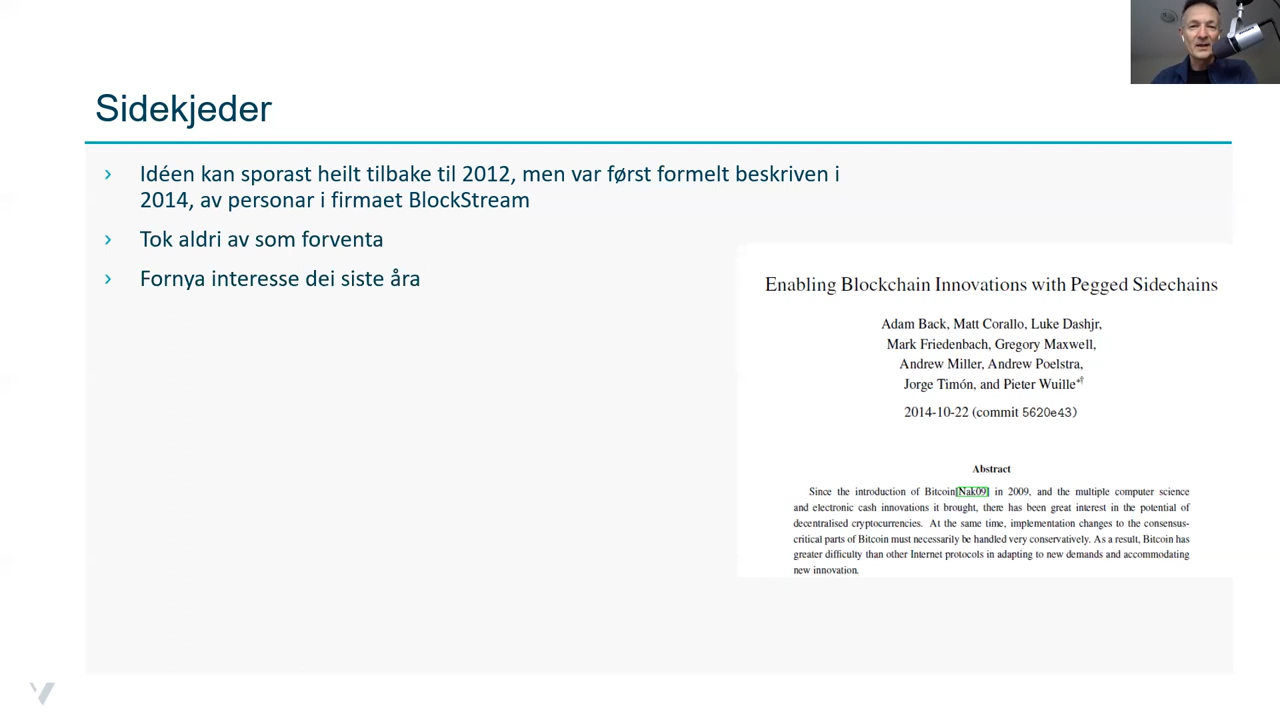 Sidekjeder
› Idéen kan sporast heilt tilbake til 2012, men var først formelt beskriven i
2014, av personar i firmaet BlockStream
› Tok aldri av som forventa
› Fornya interesse dei siste åra
Enabling Blockchain Innovations with Pegged Sidechains
Adam Back, Matt Corallo, Luke Dashjr,
Mark Friedenbach, Gregory Maxwell,
Andrew Miller, Andrew Poelstra,
Jorge Timón, and Pieter Wuille*†
2014-10-22 (commit 5620e43)
Abstract
Since the introduction of Bitcoin[Nak09] in 2009, and the multiple computer science
and electronic cash innovations it brought, there has been great interest in the potential of
decentralised cryptocurrencies. At the same time, implementation changes to the consensus-
critical parts of Bitcoin must necessarily be handled very conservatively. As a result, Bitcoin has
greater difficulty than other Internet protocols in adapting to new demands and accommodating
new innovation.